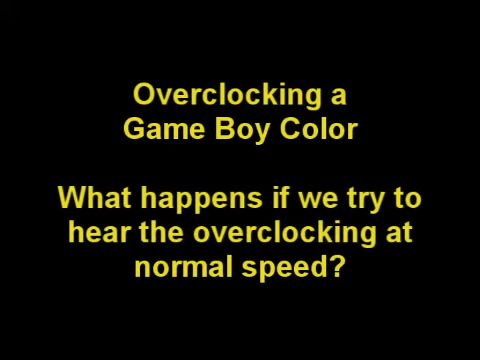 Overclocking a
Game Boy Color
What happens if we try to
hear the overclocking at
normal speed?